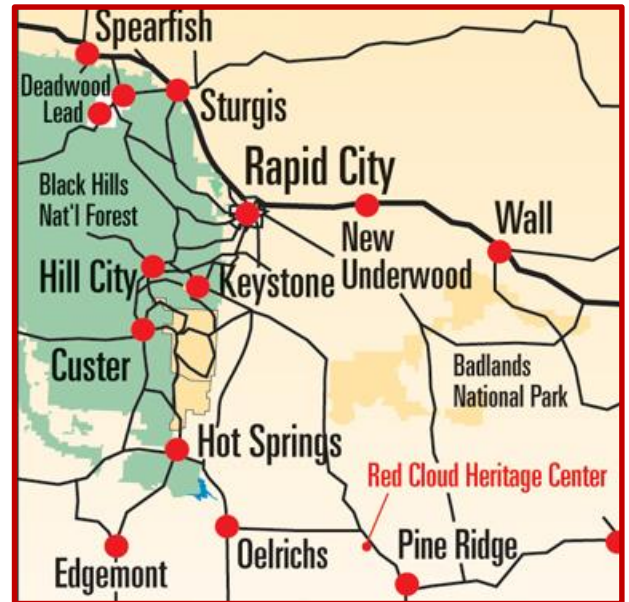 Spearfish
Deadwood
Lead
Sturgis
Rapid City
Black Hills
Nat'l Forest
New
Underwood
Wall
Hill City
Keystone
Custer
Badlands
National Park
Hot Springs
Red Cloud Heritage Center
Oelrichs
Pine Ridge
Edgemont